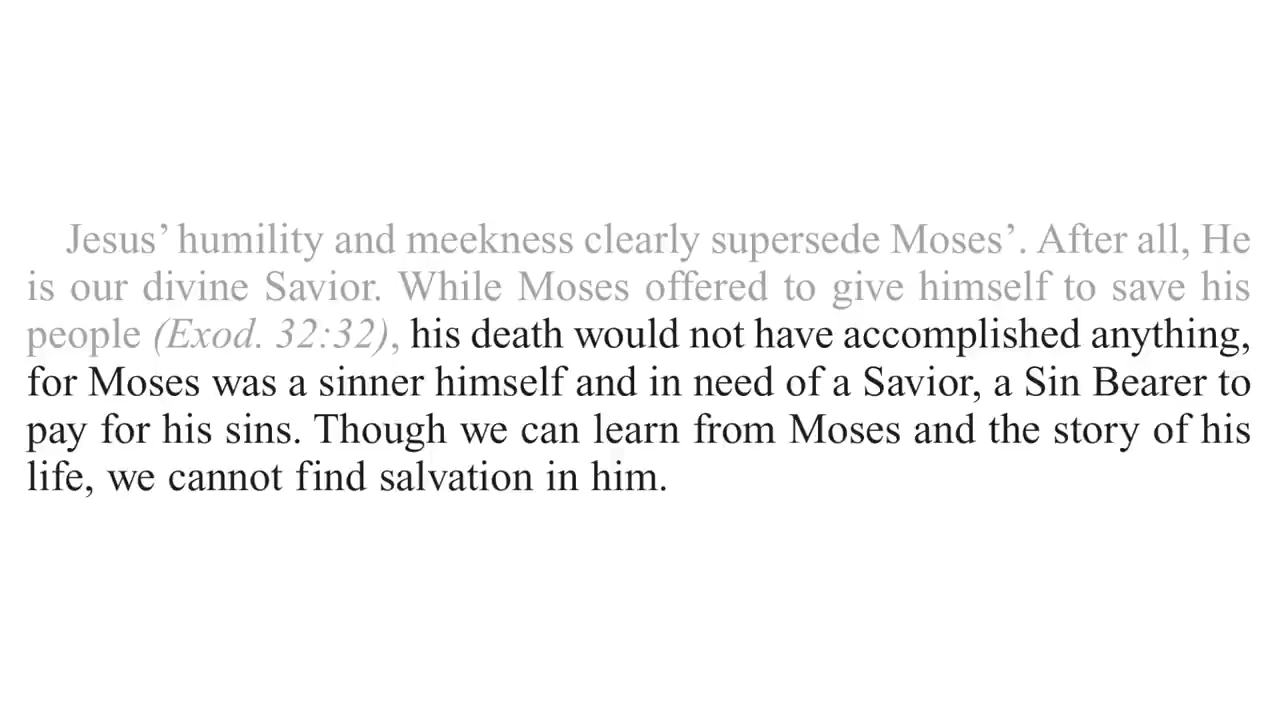 Jesus’ humility and meekness clearly supersede Moses’. After all, He
is our divine Savior. While Moses offered to give himself to save his
people (Exod. 32:32), his death would not have accomplished anything,
for Moses was a sinner himself and in need of a Savior, a Sin Bearer to
pay for his sins. Though we can learn from Moses and the story of his
life, we cannot find salvation in him.